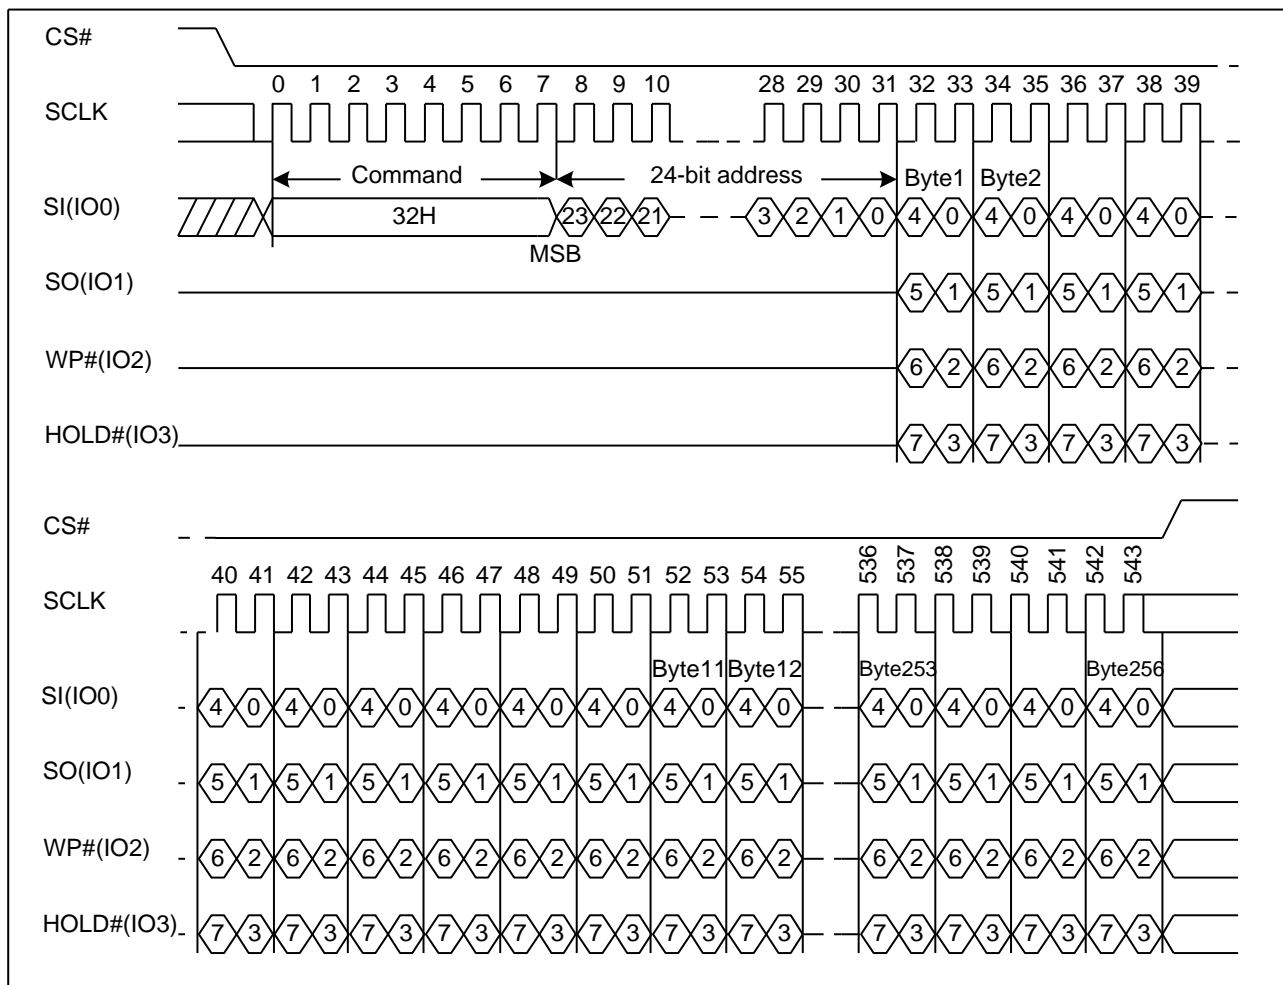 CS#
0 1 2 3 4 5 6 7 8 9 10 28 29 30 31 32 33 34 35 36 37 38 39
SCLK
Command 24-bit address Byte1 Byte2
SI(IO0) 32H 23 22 21 3 2 1 0 4 0 4 0 4 0 4 0
MSB
SO(IO1) 5 1 5 1 5 1 5 1
WP#(IO2) 6 2 6 2 6 2 6 2
HOLD#(IO3) 7 3 7 3 7 3 7 3
CS#
40 41 42 43 44 45 46 47 48 49 50 51 52 53 54 55 536 537 538 539 540 541 542 543
SCLK
Byte11 Byte12 Byte253 Byte256
SI(IO0) 4 0 4 0 4 0 4 0 4 0 4 0 4 0 4 0 4 0 4 0 4 0 4 0
SO(IO1) 5 1 5 1 5 1 5 1 5 1 5 1 5 1 5 1 5 1 5 1 5 1 5 1
WP#(IO2) 6 2 6 2 6 2 6 2 6 2 6 2 6 2 6 2 6 2 6 2 6 2 6 2
HOLD#(IO3) 7 3 7 3 7 3 7 3 7 3 7 3 7 3 7 3 7 3 7 3 7 3 7 3